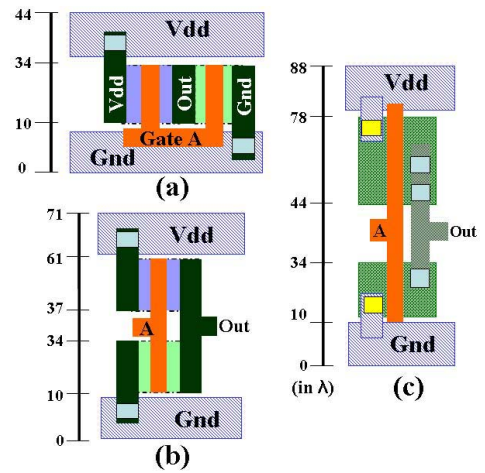 44
34
10
0
Vdd
Vdd
Out
Gnd
Gate A
Gnd
(a)
71
61
37
34
10
0
Vdd
A
Out
Gnd
(b)
88
78
44
34
10
0
(in λ)
Vdd
A
Out
Gnd
(c)